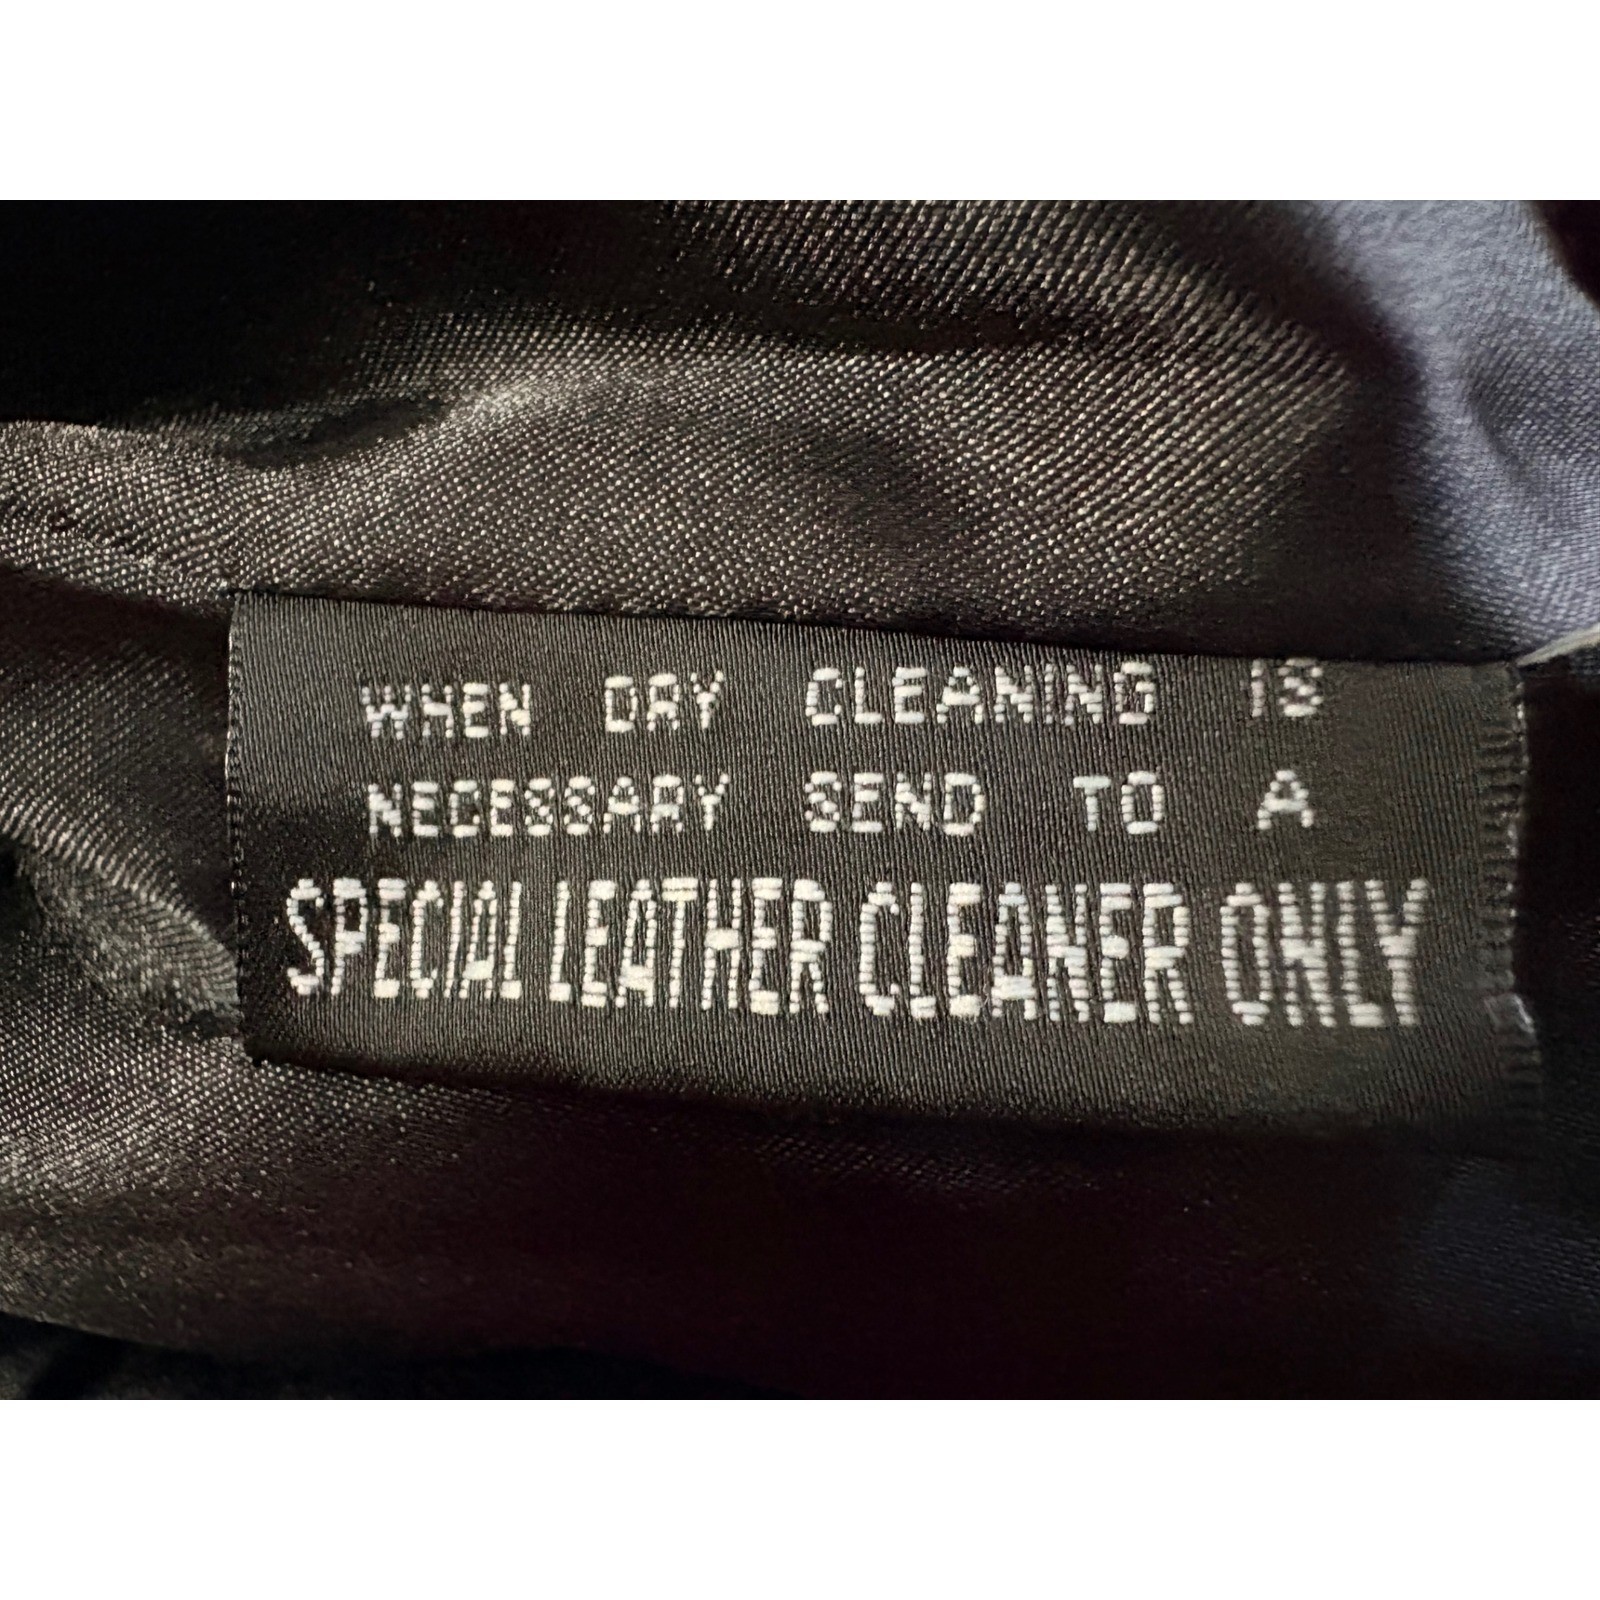 WHEN DRY CLEANING IS
NECESSARY SEND TO A
SPECIAL LEATHER CLEANER ONLY